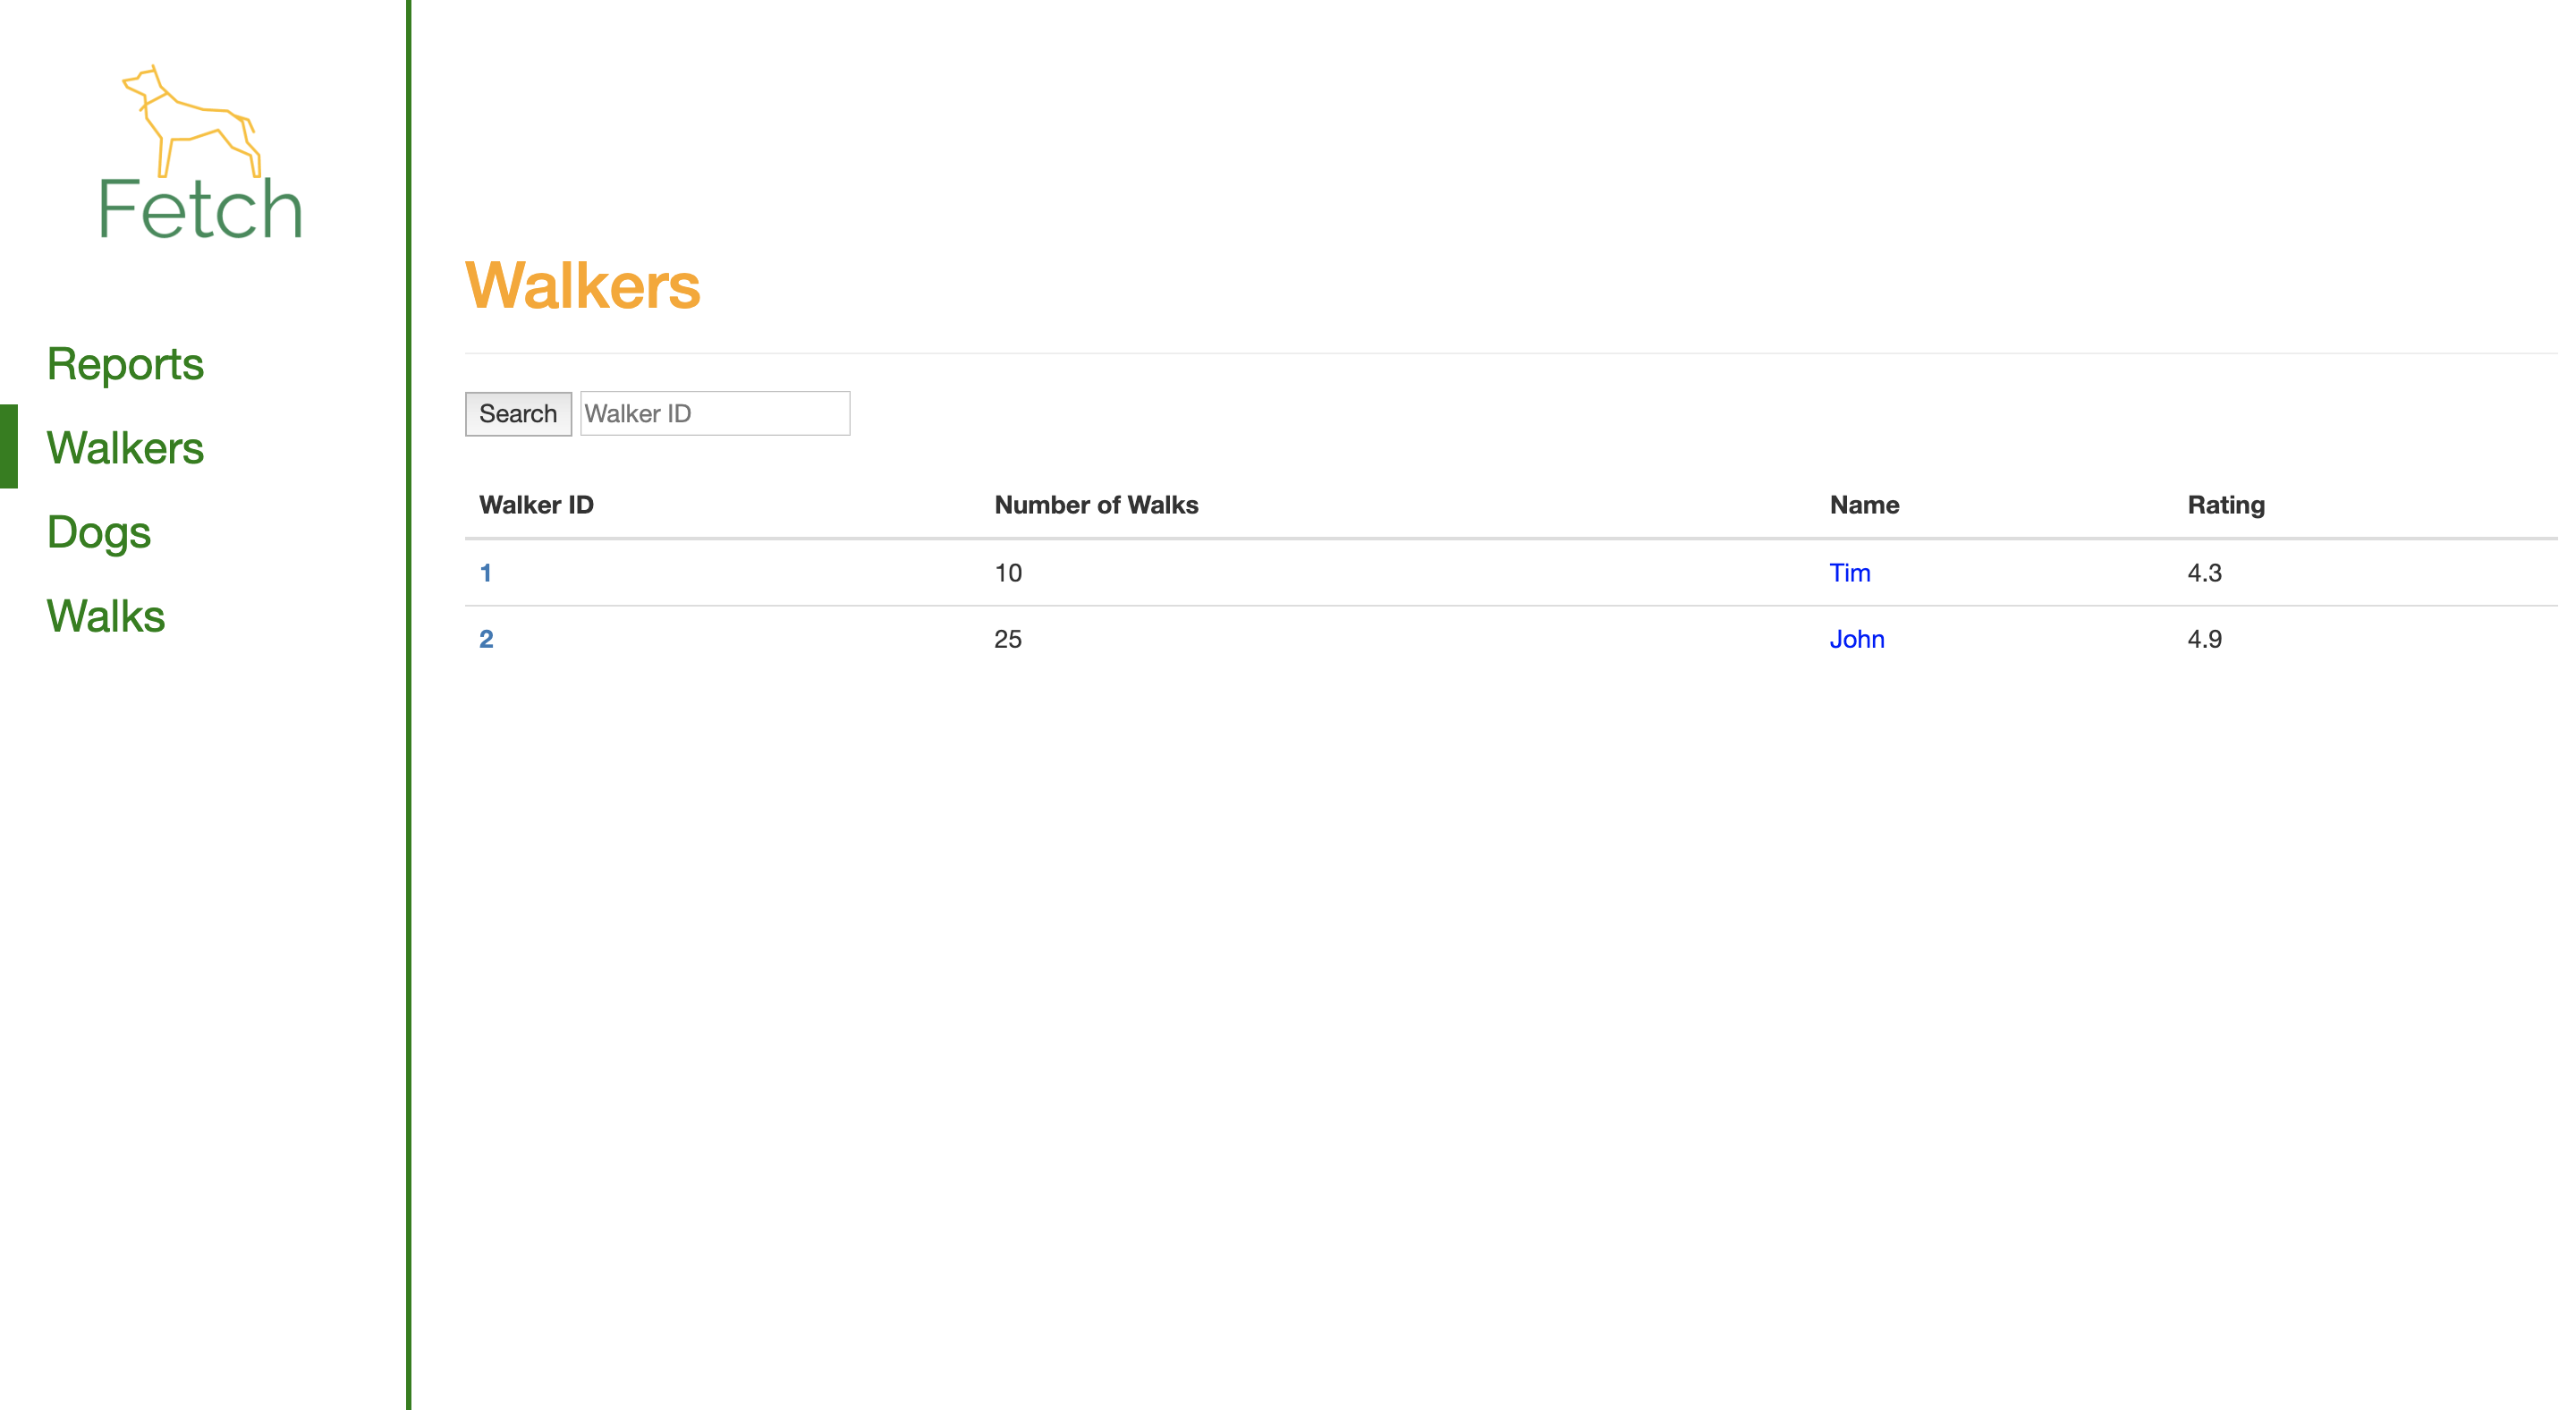 Fetch
Reports
Walkers
Dogs
Walks
Walkers
Search Walker ID
Walker ID Number of Walks Name Rating
1 10 Tim 4.3
2 25 John 4.9